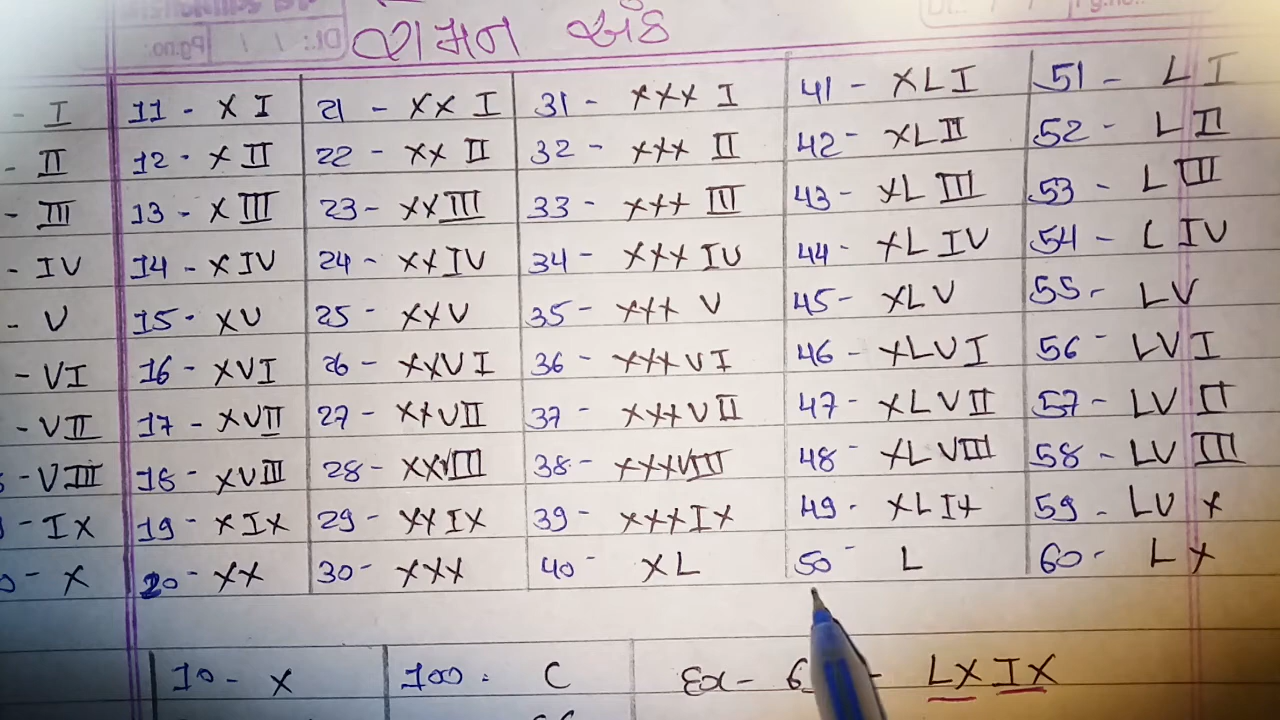 રોમન અંક
- I 11 - XI 21 - XXI 31 - XXXI 41 - XLI 51 - LI
- II 12 - XII 22 - XXII 32 - XXXII 42 - XLII 52 - LII
- III 13 - XIII 23 - XXIII 33 - XXXIII 43 - XLIII 53 - LIII
- IV 14 - XIV 24 - XXIV 34 - XXXIV 44 - XLIV 54 - LIV
- V 15 - XV 25 - XXV 35 - XXXV 45 - XLV 55 - LV
- VI 16 - XVI 26 - XXVI 36 - XXXVI 46 - XLVI 56 - LVI
- VII 17 - XVII 27 - XXVII 37 - XXXVII 47 - XLVII 57 - LVII
- VIII 18 - XVIII 28 - XXVIII 38 - XXXVIII 48 - XLVIII 58 - LVIII
- IX 19 - XIX 29 - XXIX 39 - XXXIX 49 - XLIX 59 - LVX
- X 20 - XX 30 - XXX 40 - XL 50 - L 60 - LX
10 - X 100 - C Ex - 6 - LXIX